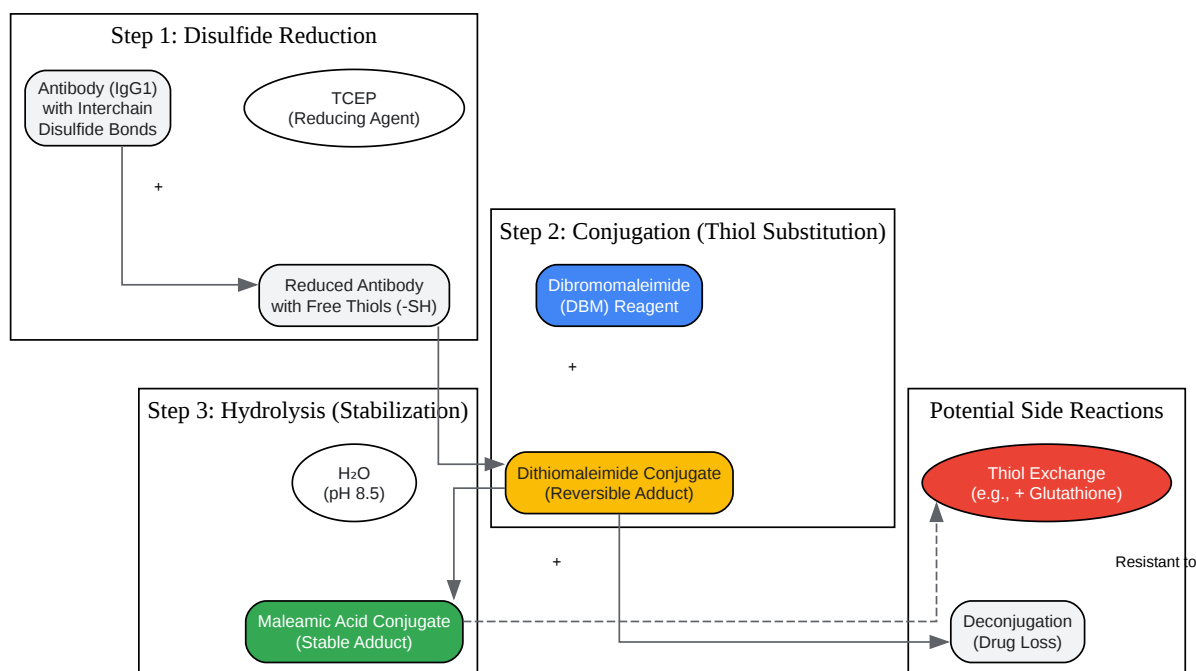 Step 1: Disulfide Reduction
Antibody (IgG1)
with Interchain
Disulfide Bonds
TCEP
(Reducing Agent)
+
Reduced Antibody
with Free Thiols (-SH)
Step 2: Conjugation (Thiol Substitution)
Dibromomaleimide
(DBM) Reagent
+
Dithiomaleimide Conjugate
(Reversible Adduct)
Step 3: Hydrolysis (Stabilization)
H₂O
(pH 8.5)
+
Maleamic Acid Conjugate
(Stable Adduct)
Potential Side Reactions
Thiol Exchange
(e.g., + Glutathione)
Resistant to
Deconjugation
(Drug Loss)